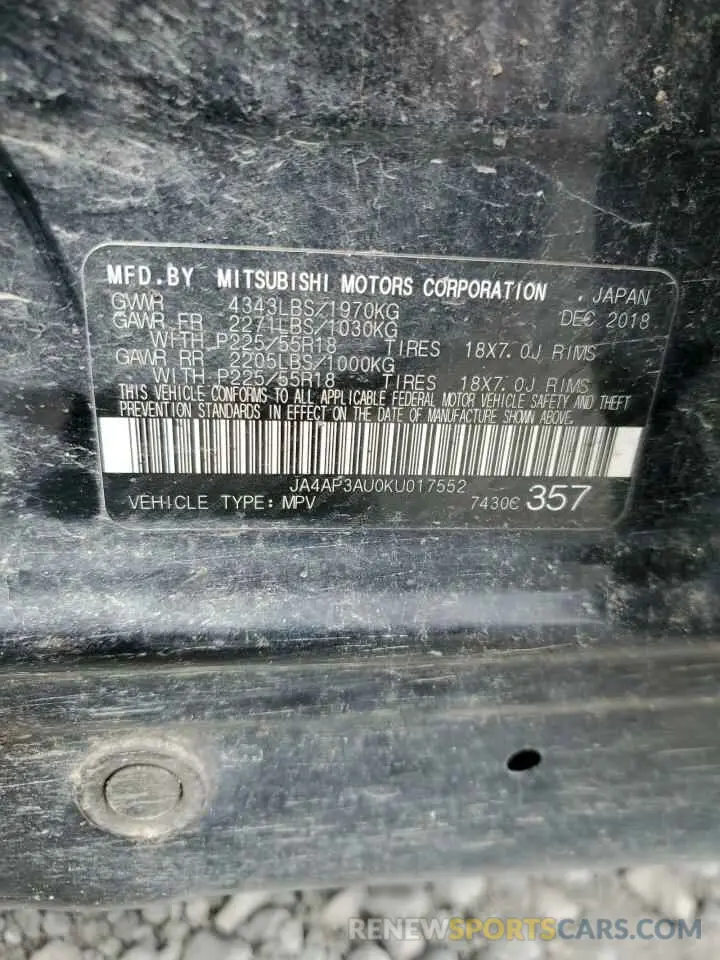 MFD.BY MITSUBISHI MOTORS CORPORATION . JAPAN
GVWR 4343LBS/1970KG DEC 2018
GAWR FR 2271LBS/1030KG
WITH P225/55R18 TIRES 18X7.0J RIMS
GAWR RR 2205LBS/1000KG
WITH P225/55R18 TIRES 18X7.0J RIMS
THIS VEHICLE CONFORMS TO ALL APPLICABLE FEDERAL MOTOR VEHICLE SAFETY AND THEFT
PREVENTION STANDARDS IN EFFECT ON THE DATE OF MANUFACTURE SHOWN ABOVE.
JA4AP3AU0KU017552
VEHICLE TYPE: MPV 7430C 357
RENEWSPORTSCARS.COM